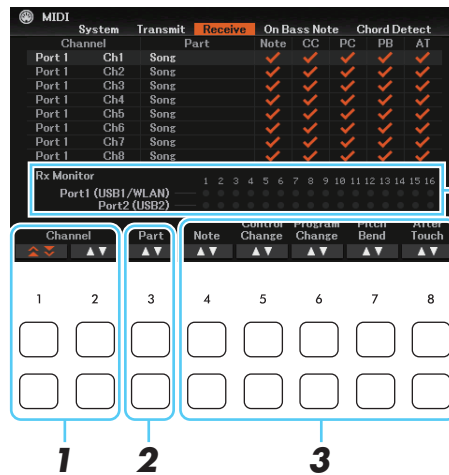 MIDI
System Transmit Receive On Bass Note Chord Detect
Channel Part Note CC PC PB AT
Port 1 Ch1 Song
Port 1 Ch2 Song
Port 1 Ch3 Song
Port 1 Ch4 Song
Port 1 Ch5 Song
Port 1 Ch6 Song
Port 1 Ch7 Song
Port 1 Ch8 Song
Rx Monitor 1 2 3 4 5 6 7 8 9 10 11 12 13 14 15 16
Port1 (USB1/WLAN)
Port2 (USB2)
Channel Part Note Control Change Program Change Pitch Bend After Touch
1 2 3 4 5 6 7 8
1 2 3